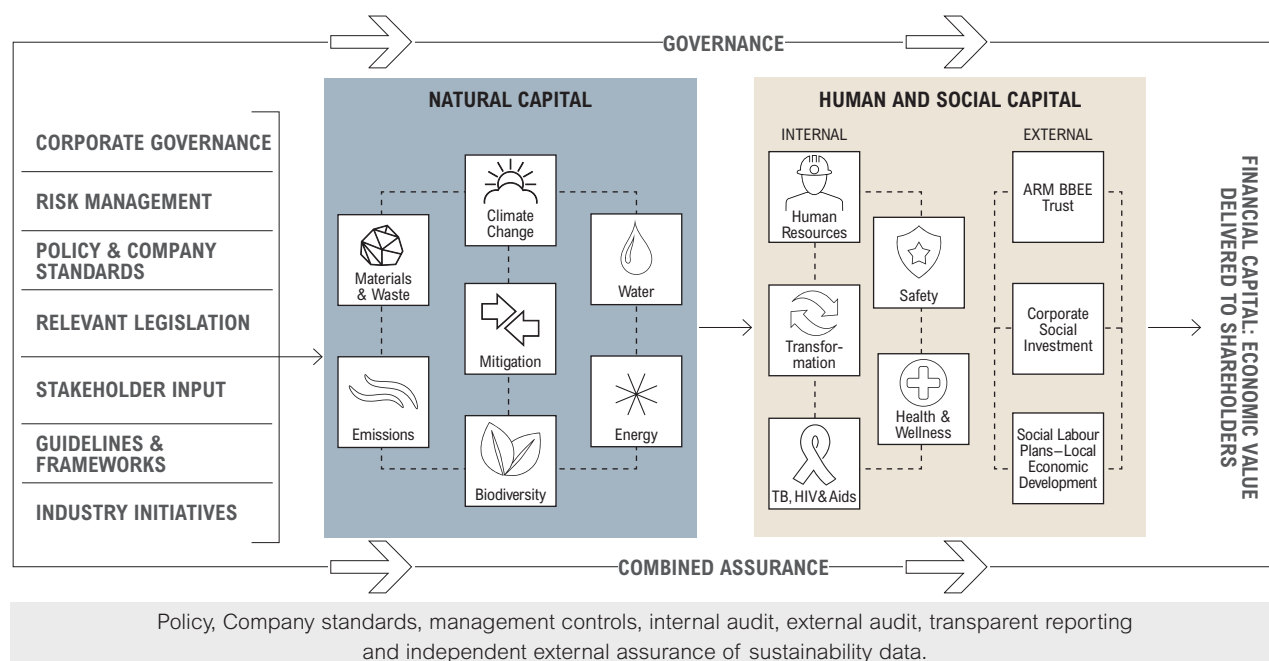 GOVERNANCE
CORPORATE GOVERNANCE
RISK MANAGEMENT
POLICY & COMPANY
STANDARDS
RELEVANT LEGISLATION
STAKEHOLDER INPUT
GUIDELINES &
FRAMEWORKS
INDUSTRY INITIATIVES
NATURAL CAPITAL
Climate
Change
Materials
& Waste
Water
Mitigation
Emissions
Energy
Biodiversity
HUMAN AND SOCIAL CAPITAL
INTERNAL
Human
Resources
Safety
Transfor-
mation
Health &
Wellness
TB, HIV & Aids
EXTERNAL
ARM BBEE
Trust
Corporate
Social
Investment
Social Labour
Plans–Local
Economic
Development
FINANCIAL CAPITAL: ECONOMIC VALUE
DELIVERED TO SHAREHOLDERS
COMBINED ASSURANCE
Policy, Company standards, management controls, internal audit, external audit, transparent reporting
and independent external assurance of sustainability data.